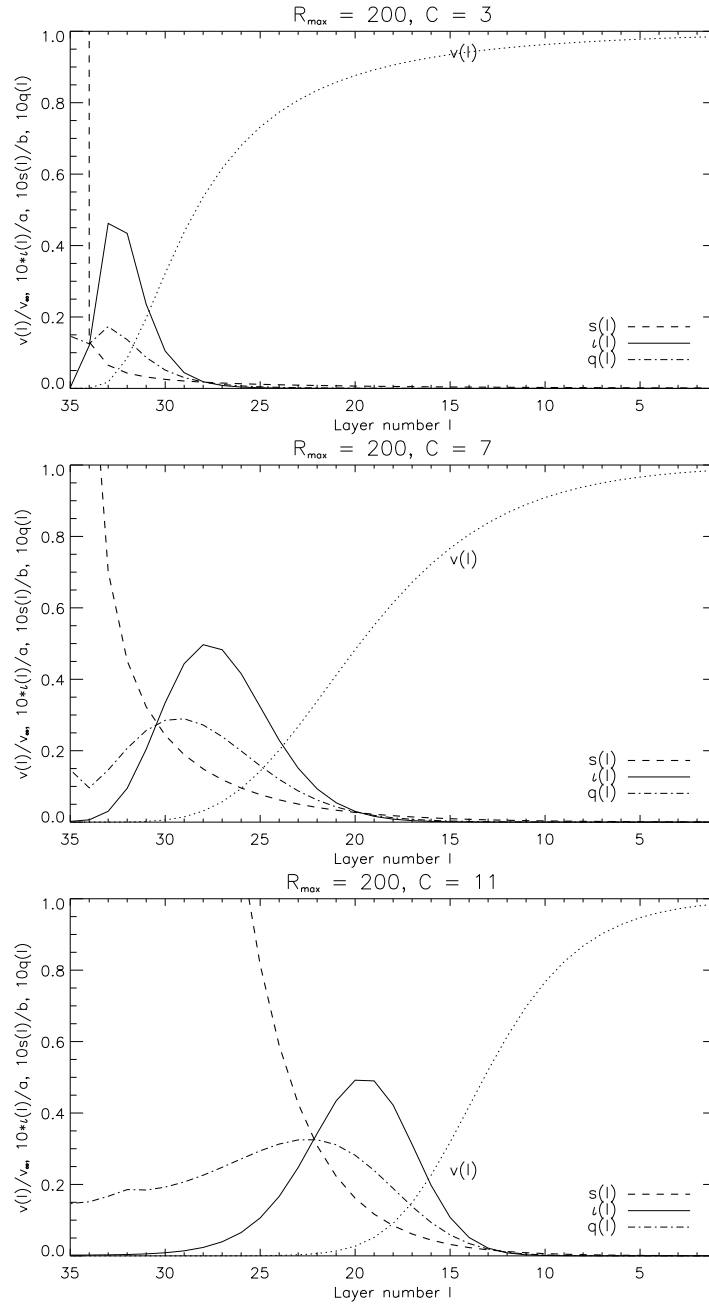 R_max = 200, C = 3
v(l)/v_∞, 10*ι(l)/a, 10s(l)/b, 10q(l)
1.0
0.8
0.6
0.4
0.2
0.0
v(l)
s(l)
ι(l)
q(l)
35 30 25 20 15 10 5
Layer number l
R_max = 200, C = 7
v(l)/v_∞, 10*ι(l)/a, 10s(l)/b, 10q(l)
1.0
0.8
0.6
0.4
0.2
0.0
v(l)
s(l)
ι(l)
q(l)
35 30 25 20 15 10 5
Layer number l
R_max = 200, C = 11
v(l)/v_∞, 10*ι(l)/a, 10s(l)/b, 10q(l)
1.0
0.8
0.6
0.4
0.2
0.0
v(l)
s(l)
ι(l)
q(l)
35 30 25 20 15 10 5
Layer number l